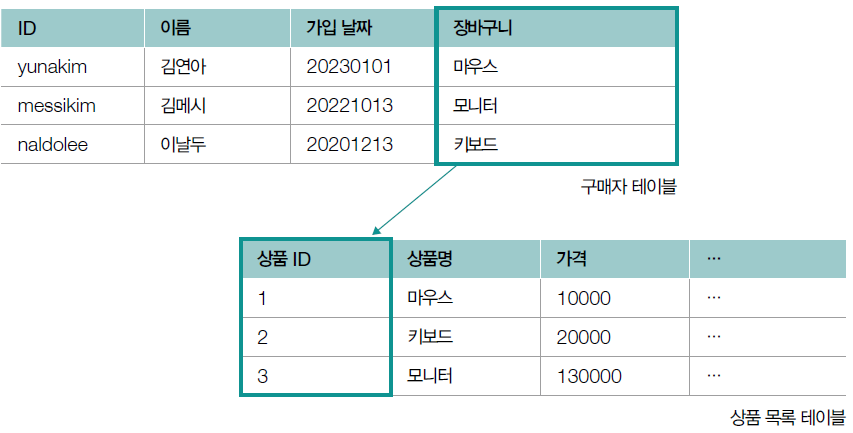 ID 이름 가입 날짜 장바구니
yunakim 김연아 20230101 마우스
messikim 김메시 20221013 모니터
naldolee 이날두 20201213 키보드
구매자 테이블
상품 ID 상품명 가격 …
1 마우스 10000 …
2 키보드 20000 …
3 모니터 130000 …
상품 목록 테이블